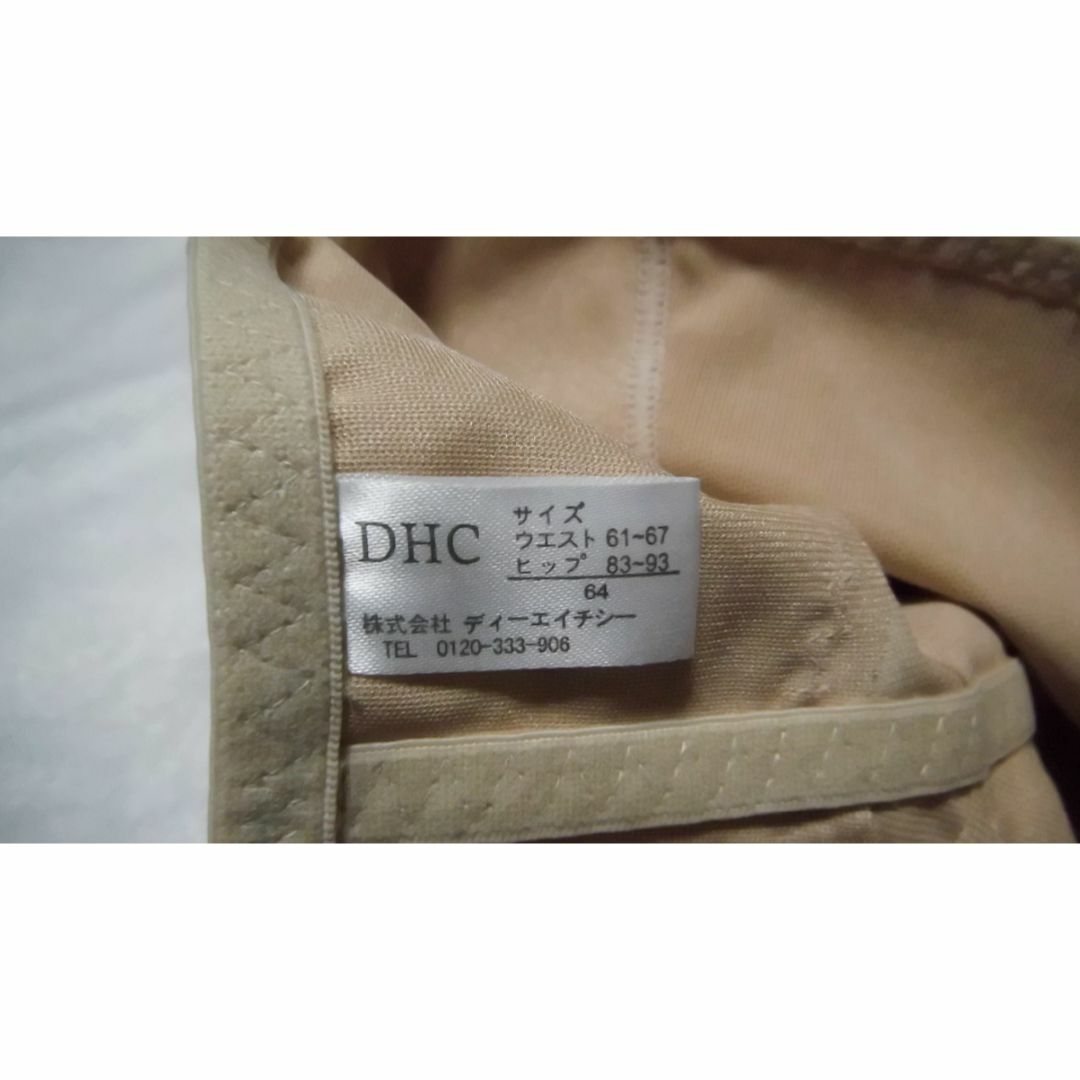 DHC
サイズ
ウエスト 61~67
ヒップ 83~93
64
株式会社 ディーエイチシー
TEL 0120-333-906